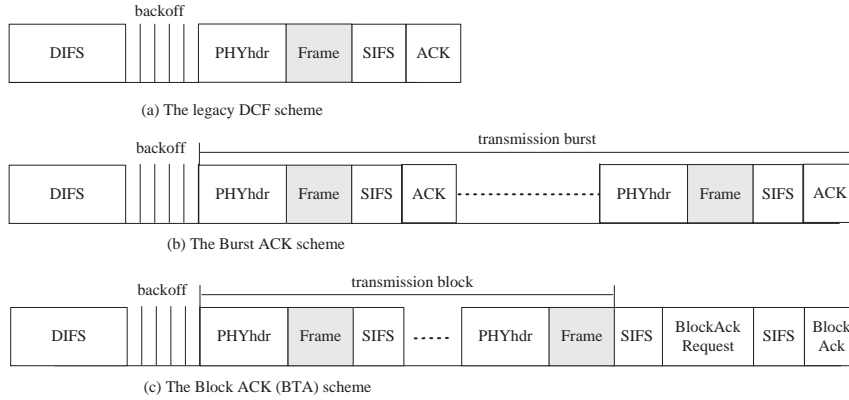 backoff
DIFS PHYhdr Frame SIFS ACK
(a) The legacy DCF scheme
transmission burst
backoff
DIFS PHYhdr Frame SIFS ACK PHYhdr Frame SIFS ACK
(b) The Burst ACK scheme
transmission block
backoff
DIFS PHYhdr Frame SIFS PHYhdr Frame SIFS BlockAck Request SIFS Block Ack
(c) The Block ACK (BTA) scheme